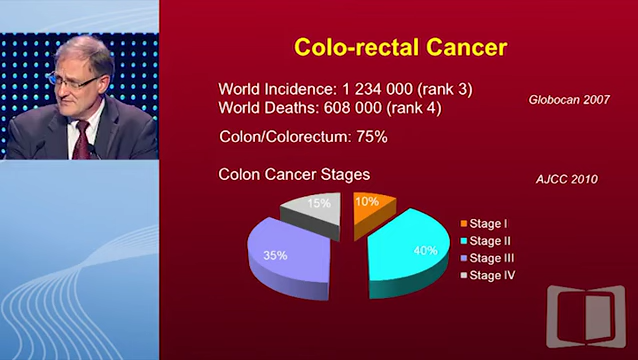 Colo-rectal Cancer
World Incidence: 1 234 000 (rank 3)
World Deaths: 608 000 (rank 4)
Globocan 2007
Colon/Colorectum: 75%
Colon Cancer Stages
AJCC 2010
15%
10%
35%
40%
Stage I
Stage II
Stage III
Stage IV